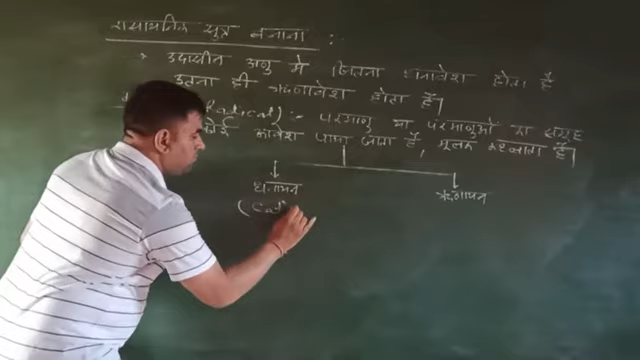 रासायनिक सूत्र बनाना :-
उदासीन अणु में जितना धनावेश होता है
उतना ही ऋणावेश होता है।
Radical) :- परमाणु या परमाणुओं का समूह
कोई आवेश पाया जाता है, मूलक कहलाता है।
धनायन ऋणायन
(Cat